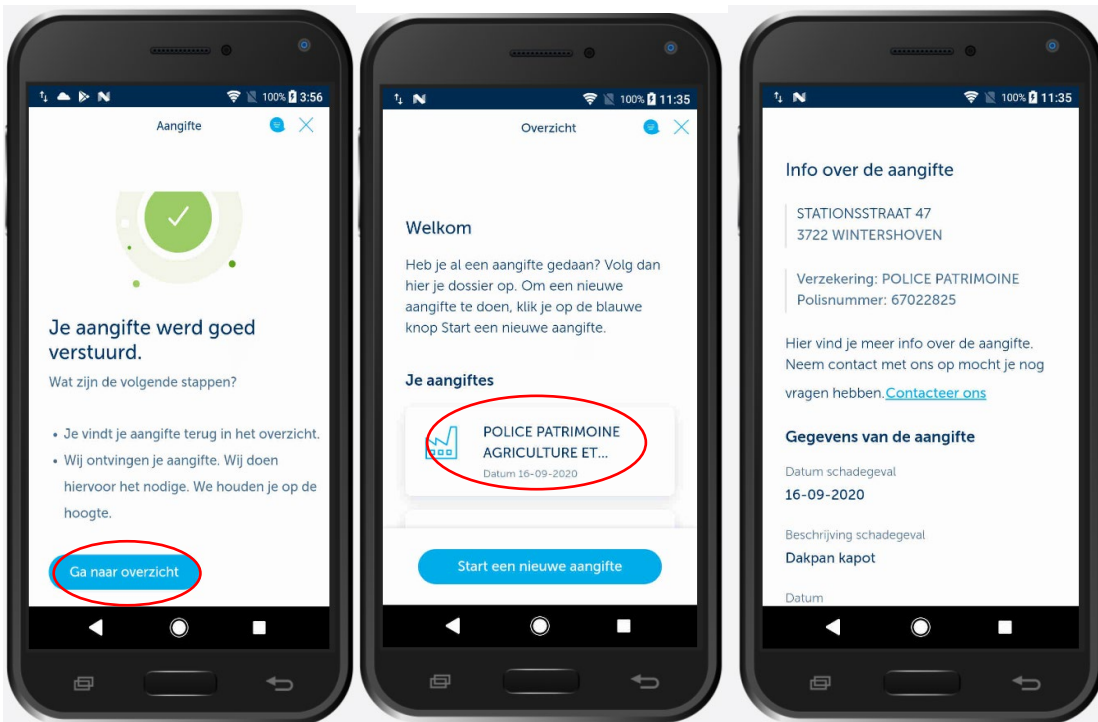 100% 3:56
Aangifte
Je aangifte werd goed
verstuurd.
Wat zijn de volgende stappen?
• Je vindt je aangifte terug in het overzicht.
• Wij ontvingen je aangifte. Wij doen
hiervoor het nodige. We houden je op de
hoogte.
Ga naar overzicht
100% 11:35
Overzicht
Welkom
Heb je al een aangifte gedaan? Volg dan
hier je dossier op. Om een nieuwe
aangifte te doen, klik je op de blauwe
knop Start een nieuwe aangifte.
Je aangiftes
POLICE PATRIMOINE
AGRICULTURE ET...
Datum 16-09-2020
Start een nieuwe aangifte
100% 11:35
Info over de aangifte
STATIONSSTRAAT 47
3722 WINTERSHOVEN
Verzekering: POLICE PATRIMOINE
Polisnummer: 67022825
Hier vind je meer info over de aangifte.
Neem contact met ons op mocht je nog
vragen hebben. Contacteer ons
Gegevens van de aangifte
Datum schadegeval
16-09-2020
Beschrijving schadegeval
Dakpan kapot
Datum